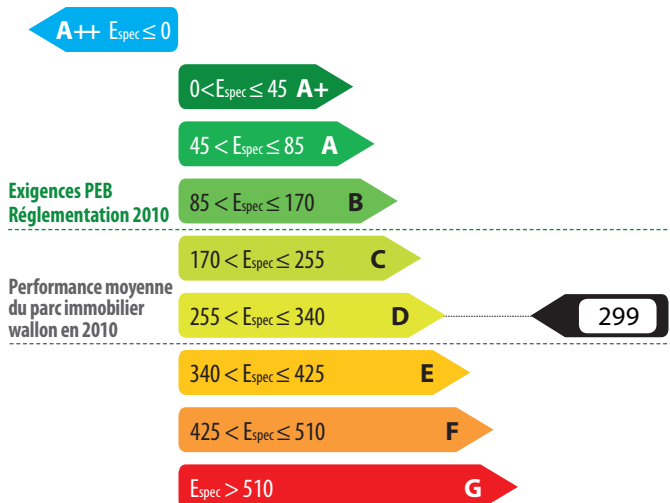 A++ Espec ≤ 0
0 < Espec ≤ 45 A+
45 < Espec ≤ 85 A
Exigences PEB
Réglementation 2010
85 < Espec ≤ 170 B
170 < Espec ≤ 255 C
Performance moyenne
du parc immobilier
wallon en 2010
255 < Espec ≤ 340 D
299
340 < Espec ≤ 425 E
425 < Espec ≤ 510 F
Espec > 510 G